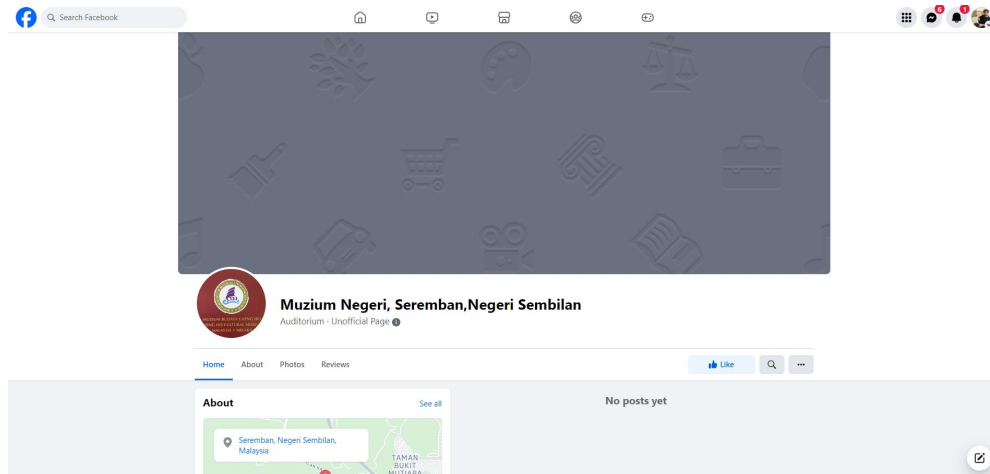 Search Facebook
6
1
Muzium Negeri, Seremban,Negeri Sembilan
Auditorium · Unofficial Page
Home
About
Photos
Reviews
Like
About
See all
No posts yet
Seremban, Negeri Sembilan,
Malaysia
TAMAN
BUKIT
MUTIARA